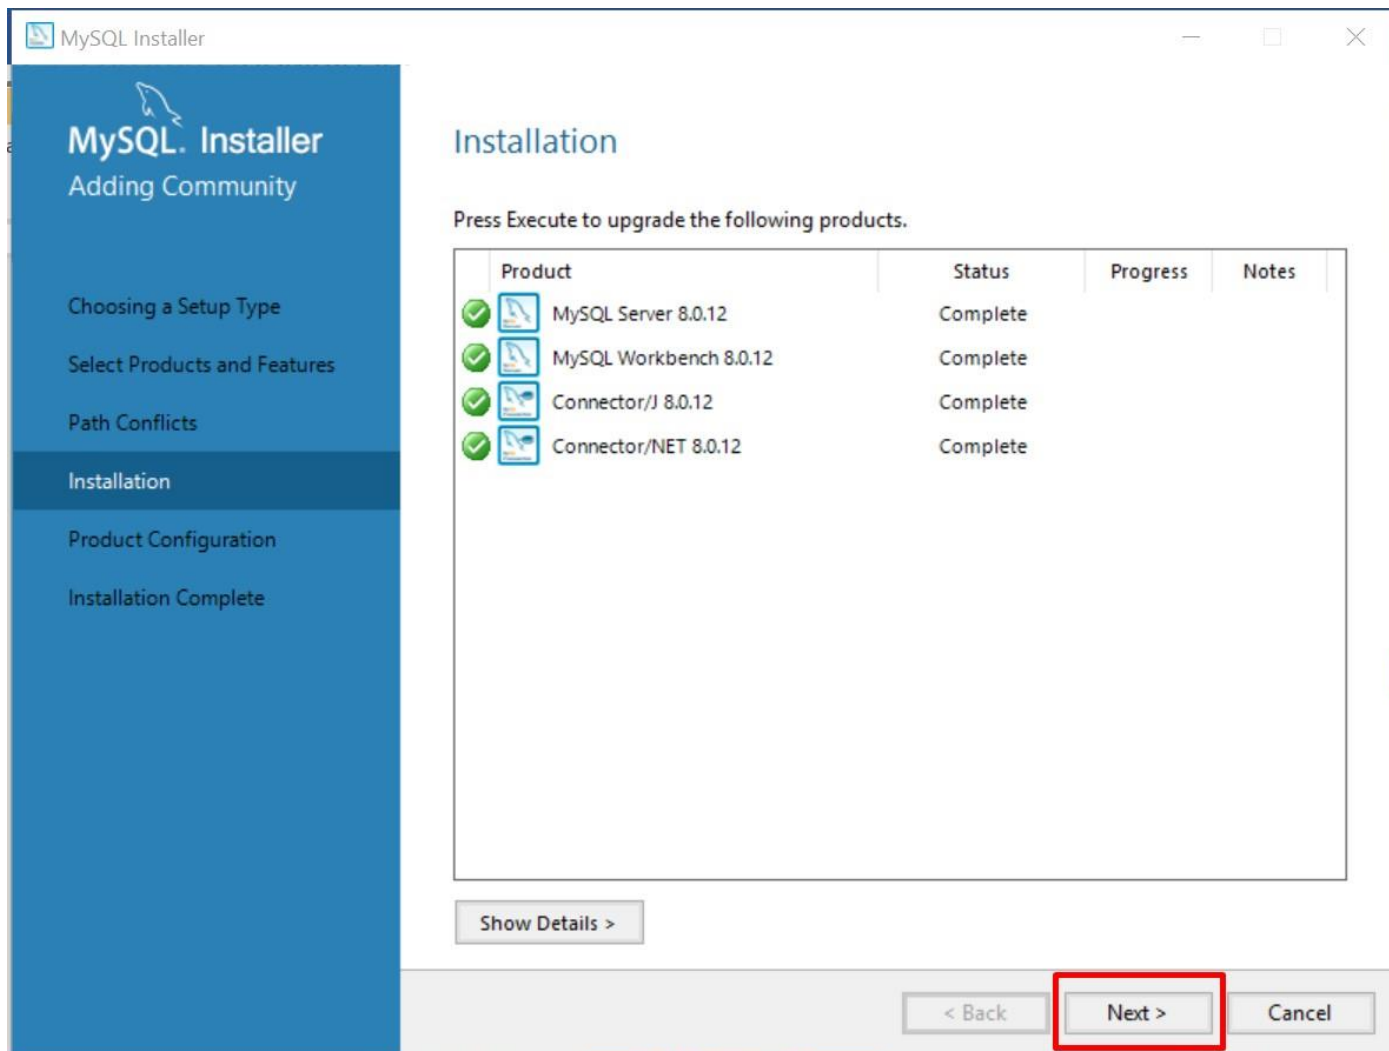 MySQL Installer
MySQL. Installer
Adding Community
Choosing a Setup Type
Select Products and Features
Path Conflicts
Installation
Product Configuration
Installation Complete
Installation
Press Execute to upgrade the following products.
Product Status Progress Notes
MySQL Server 8.0.12 Complete
MySQL Workbench 8.0.12 Complete
Connector/J 8.0.12 Complete
Connector/NET 8.0.12 Complete
Show Details >
< Back Next > Cancel